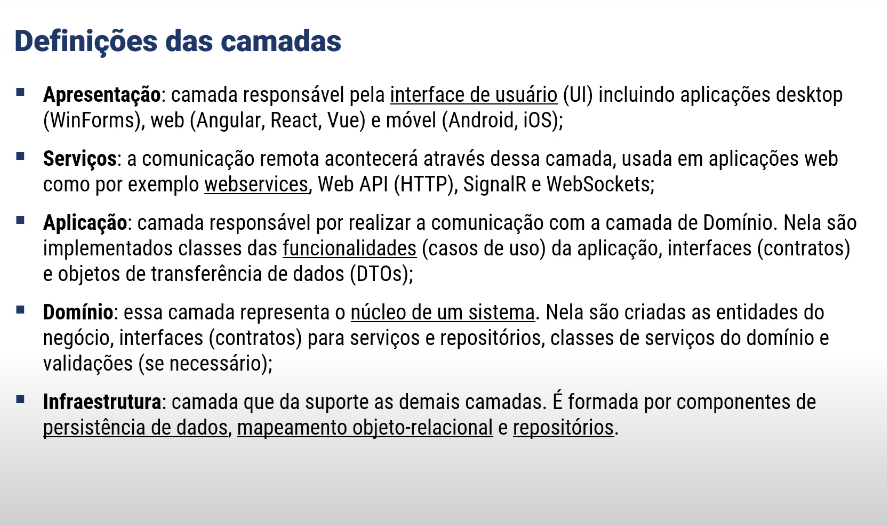 Definições das camadas
▪ Apresentação: camada responsável pela interface de usuário (UI) incluindo aplicações desktop
(WinForms), web (Angular, React, Vue) e móvel (Android, iOS);
▪ Serviços: a comunicação remota acontecerá através dessa camada, usada em aplicações web
como por exemplo webservices, Web API (HTTP), SignalR e WebSockets;
▪ Aplicação: camada responsável por realizar a comunicação com a camada de Domínio. Nela são
implementados classes das funcionalidades (casos de uso) da aplicação, interfaces (contratos)
e objetos de transferência de dados (DTOs);
▪ Domínio: essa camada representa o núcleo de um sistema. Nela são criadas as entidades do
negócio, interfaces (contratos) para serviços e repositórios, classes de serviços do domínio e
validações (se necessário);
▪ Infraestrutura: camada que da suporte as demais camadas. É formada por componentes de
persistência de dados, mapeamento objeto-relacional e repositórios.